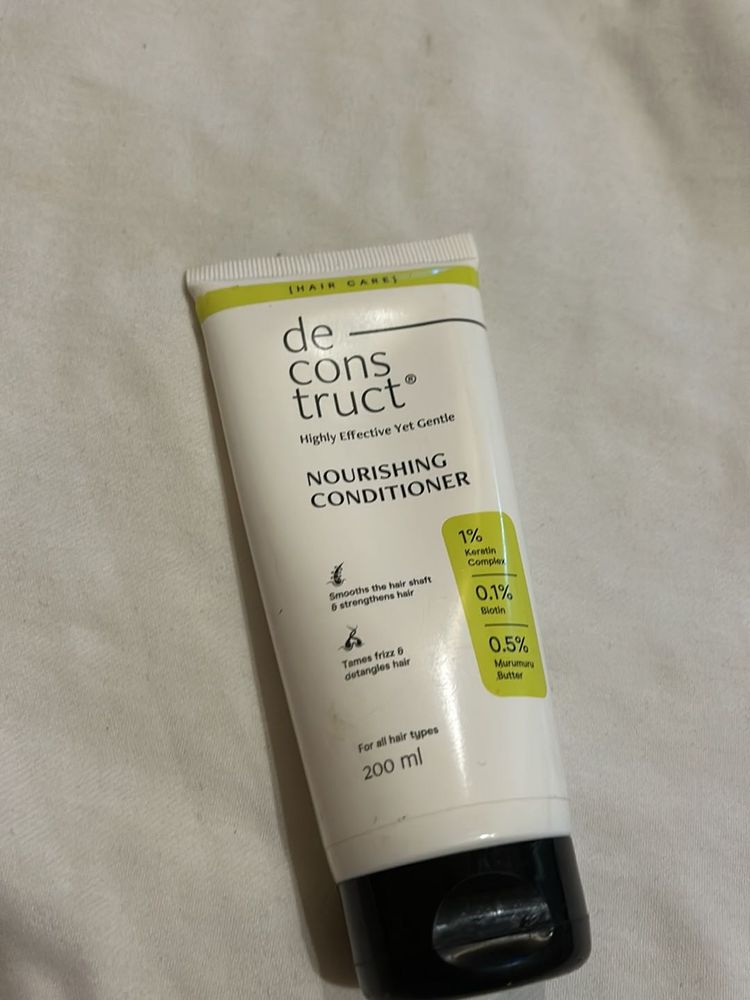 [HAIR CARE]
de
cons
truct®
Highly Effective Yet Gentle
NOURISHING
CONDITIONER
1%
Keratin
Complex
0.1%
Biotin
0.5%
Murumuru
Butter
Smooths the hair shaft
& strengthens hair
Tames frizz &
detangles hair
For all hair types
200 ml